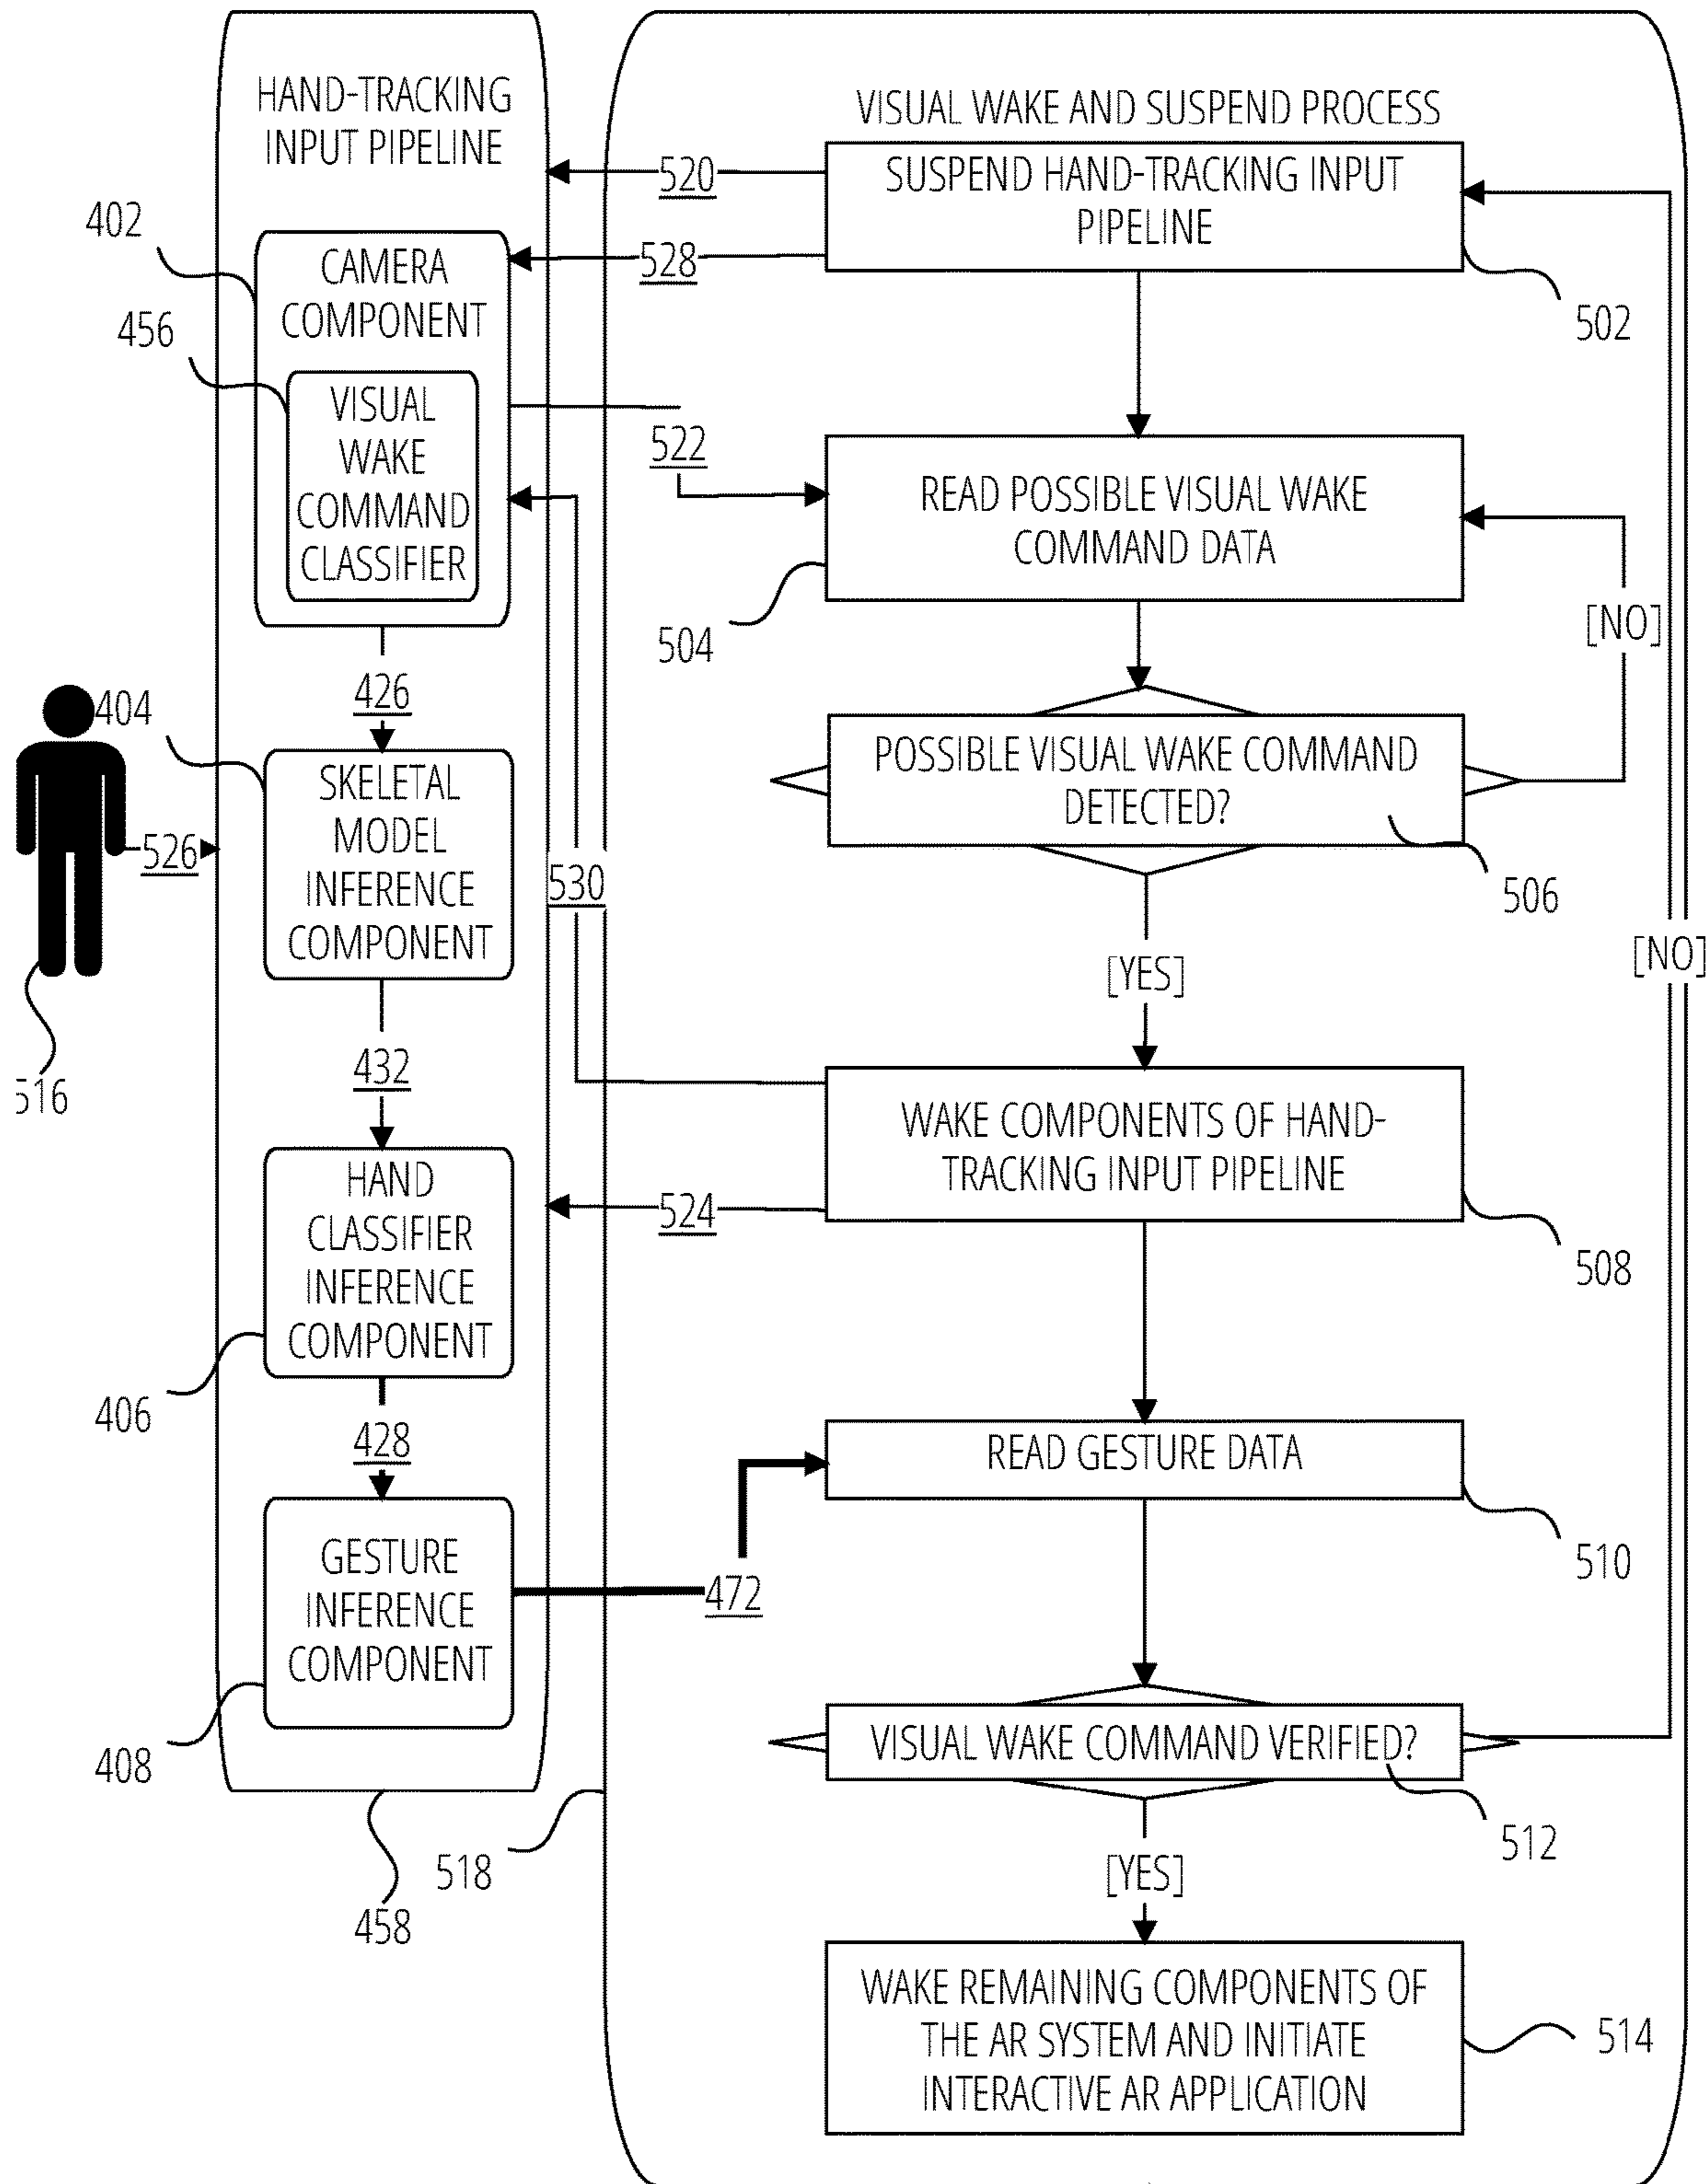 HAND-TRACKING
INPUT PIPELINE
402
CAMERA
COMPONENT
456
VISUAL
WAKE
COMMAND
CLASSIFIER
426
404
SKELETAL
MODEL
INFERENCE
COMPONENT
526
516
432
HAND
CLASSIFIER
INFERENCE
COMPONENT
406
428
GESTURE
INFERENCE
COMPONENT
408
458
VISUAL WAKE AND SUSPEND PROCESS
520
SUSPEND HAND-TRACKING INPUT
PIPELINE
528
502
522
READ POSSIBLE VISUAL WAKE
COMMAND DATA
504
[NO]
POSSIBLE VISUAL WAKE COMMAND
DETECTED?
506
530
[YES]
[NO]
WAKE COMPONENTS OF HAND-
TRACKING INPUT PIPELINE
524
508
READ GESTURE DATA
510
472
VISUAL WAKE COMMAND VERIFIED?
512
518
[YES]
WAKE REMAINING COMPONENTS OF
THE AR SYSTEM AND INITIATE
INTERACTIVE AR APPLICATION
514